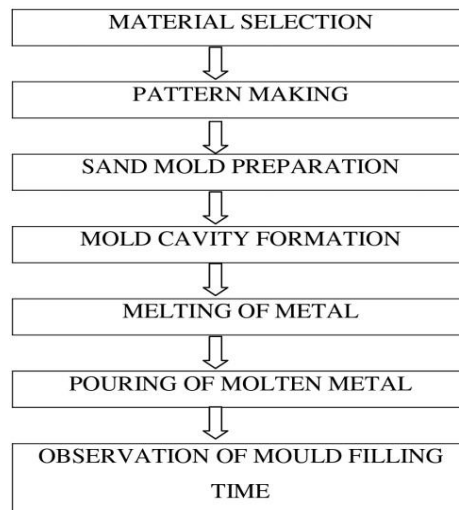 MATERIAL SELECTION
PATTERN MAKING
SAND MOLD PREPARATION
MOLD CAVITY FORMATION
MELTING OF METAL
POURING OF MOLTEN METAL
OBSERVATION OF MOULD FILLING
TIME